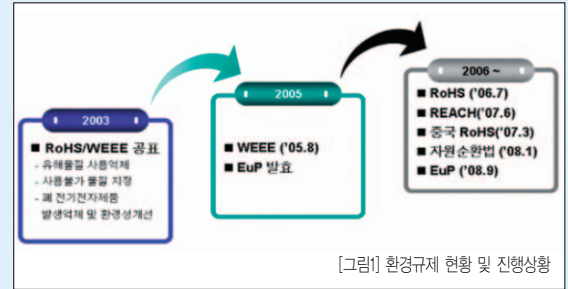 2003
■ RoHS/WEEE 공표
- 유해물질 사용억제
- 사용불가 물질 지정
- 폐 전기전자제품
발생억제 및 환경성개선
2005
■ WEEE ('05.8)
■ EuP 발효
2006 ~
■ RoHS ('06.7)
■ REACH('07.6)
■ 중국 RoHS('07.3)
■ 자원순환법 ('08.1)
■ EuP ('08.9)
[그림1] 환경규제 현황 및 진행상황